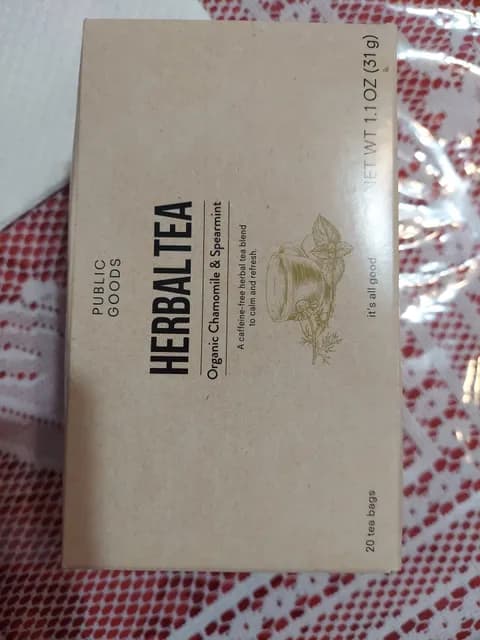 PUBLIC
GOODS
HERBAL TEA
Organic Chamomile & Spearmint
A caffeine-free herbal tea blend
to calm and refresh.
20 tea bags
it's all good
NET WT 1.1 OZ (31 g)